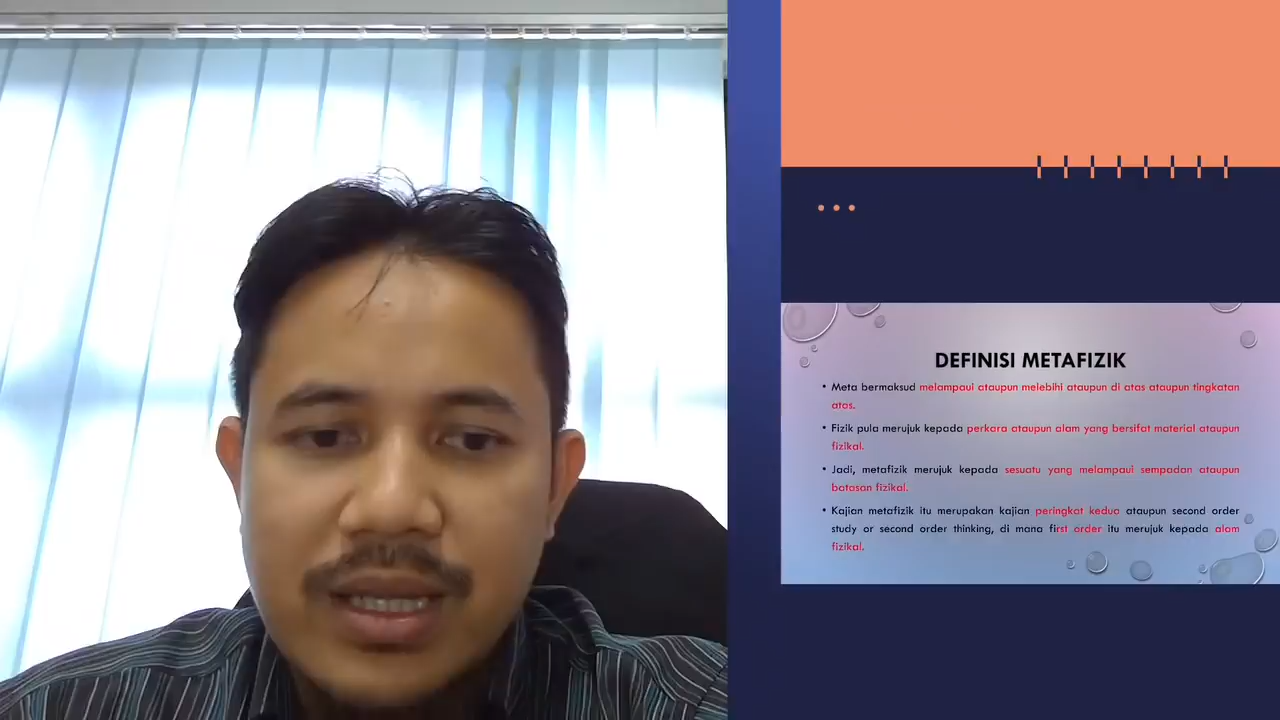 DEFINISI METAFIZIK
• Meta bermaksud melampaui ataupun melebihi ataupun di atas ataupun tingkatan
atas.
• Fizik pula merujuk kepada perkara ataupun alam yang bersifat material ataupun
fizikal.
• Jadi, metafizik merujuk kepada sesuatu yang melampaui sempadan ataupun
batasan fizikal.
• Kajian metafizik itu merupakan kajian peringkat kedua ataupun second order
study or second order thinking, di mana first order itu merujuk kepada alam
fizikal.